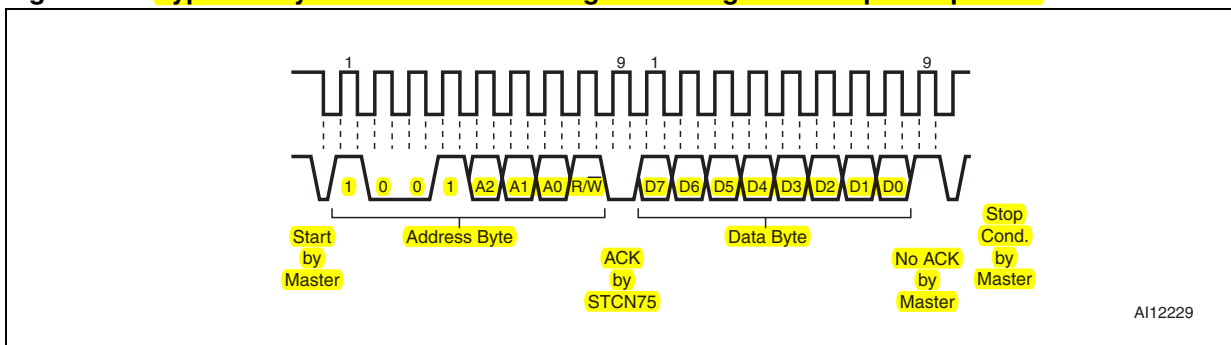 1 9 1 9
1 0 0 1 A2 A1 A0 R/W D7 D6 D5 D4 D3 D2 D1 D0
Start
by
Master
Address Byte
ACK
by
STCN75
Data Byte
No ACK
by
Master
Stop
Cond.
by
Master
AI12229